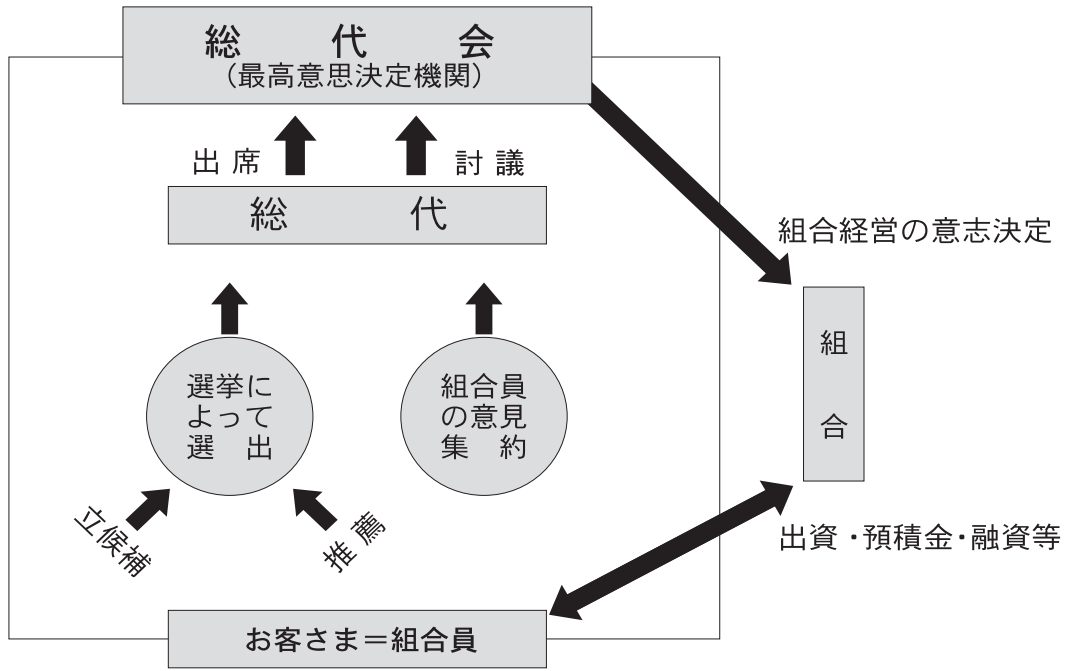 総代会
（最高意思決定機関）
出席
討議
総代
組合経営の意志決定
組合
選挙に
よって
選出
組合員
の意見
集約
立候補
推薦
出資・預積金・融資等
お客さま＝組合員